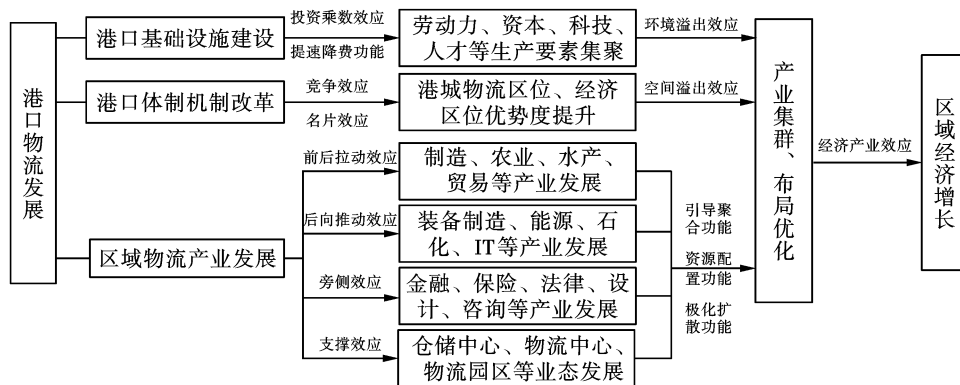 港口物流发展
港口基础设施建设
投资乘数效应
提速降费功能
劳动力、资本、科技、
人才等生产要素集聚
环境溢出效应
港口体制机制改革
竞争效应
名片效应
港城物流区位、经济
区位优势度提升
空间溢出效应
区域物流产业发展
前后拉动效应
制造、农业、水产、
贸易等产业发展
后向推动效应
装备制造、能源、石
化、IT等产业发展
旁侧效应
金融、保险、法律、设
计、咨询等产业发展
支撑效应
仓储中心、物流中心、
物流园区等业态发展
引导聚
合功能
资源配
置功能
极化扩
散功能
产业集群、布局优化
经济产业效应
区域经济增长